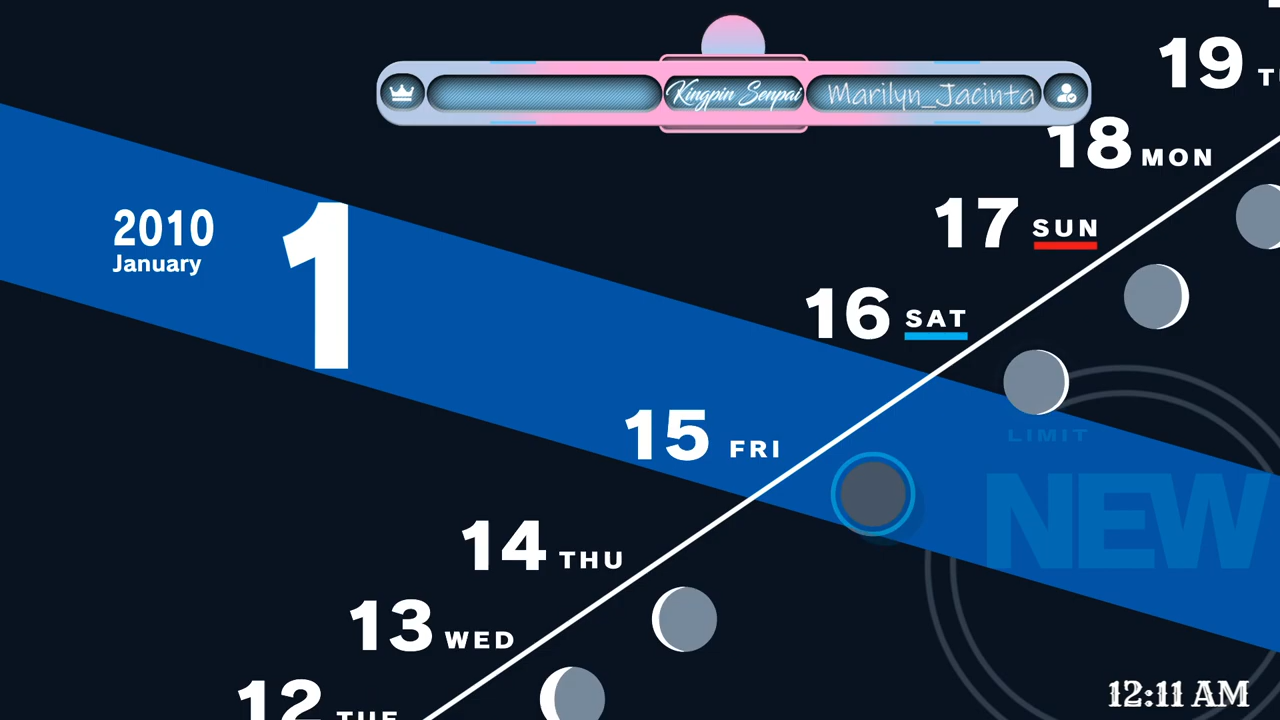 19
Kingpin Senpai
Marilyn_Jacinta
18 MON
17 SUN
2010
January
1
16 SAT
15 FRI
LIMIT
NEW
14 THU
13 WED
12 TUE
12:11 AM